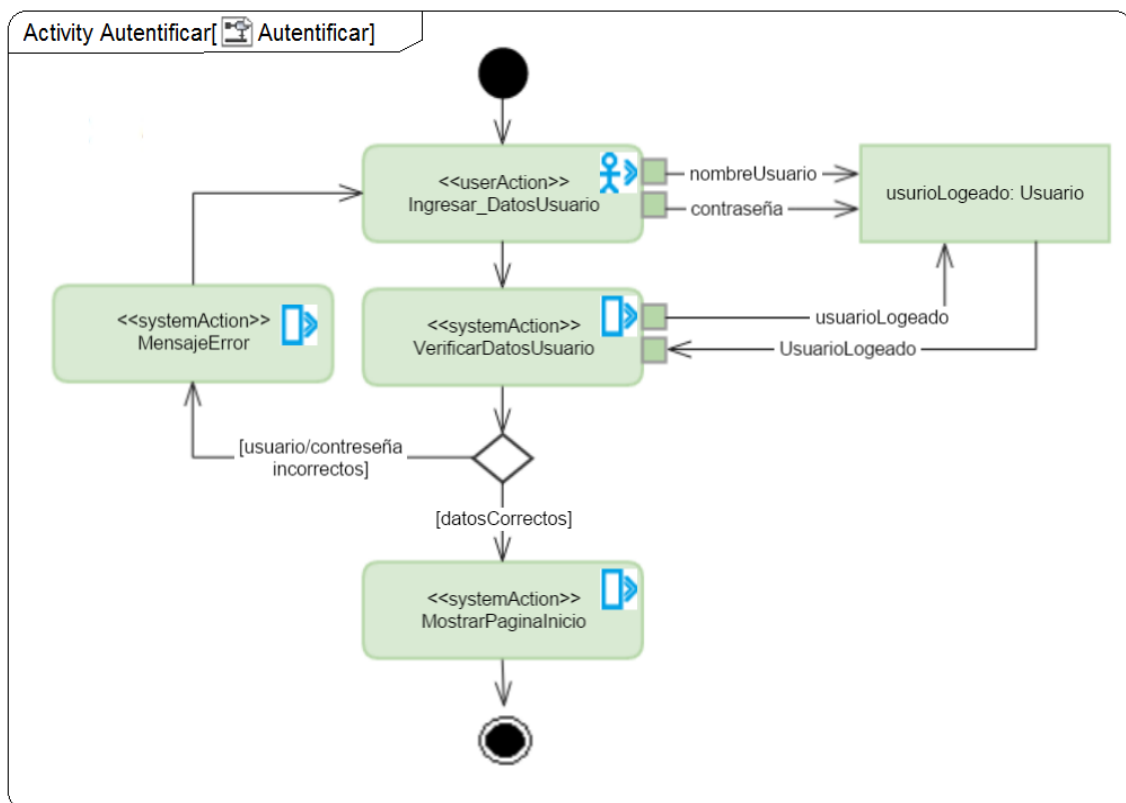 Activity Autentificar[ Autentificar]
<<userAction>>
Ingresar_DatosUsuario
nombreUsuario
contraseña
usurioLogeado: Usuario
<<systemAction>>
MensajeError
<<systemAction>>
VerificarDatosUsuario
usuarioLogeado
UsuarioLogeado
[usuario/contreseña
incorrectos]
[datosCorrectos]
<<systemAction>>
MostrarPaginaInicio